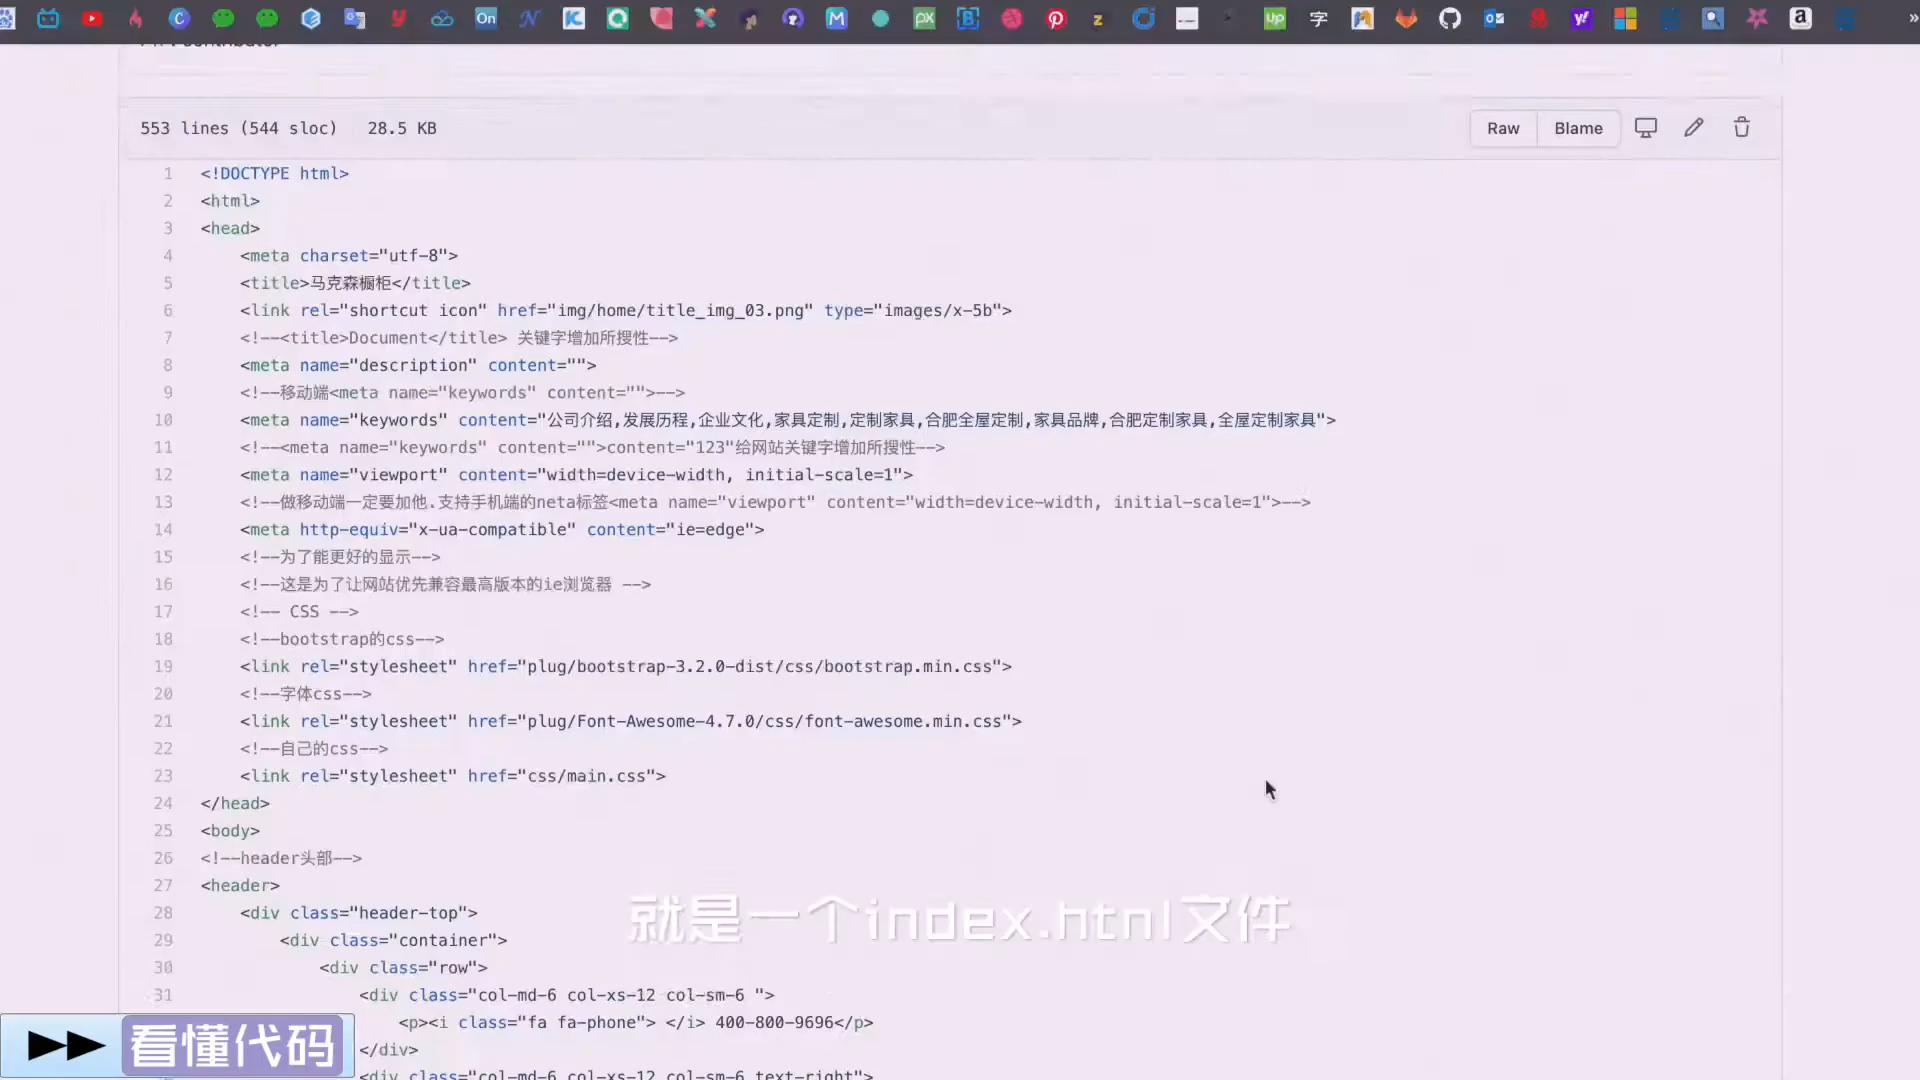 553 lines (544 sloc) 28.5 KB
Raw Blame
1 <!DOCTYPE html>
2 <html>
3 <head>
4 <meta charset="utf-8">
5 <title>马克森橱柜</title>
6 <link rel="shortcut icon" href="img/home/title_img_03.png" type="images/x-5b">
7 <!--<title>Document</title> 关键字增加所搜性-->
8 <meta name="description" content="">
9 <!--移动端<meta name="keywords" content="">-->
10 <meta name="keywords" content="公司介绍,发展历程,企业文化,家具定制,定制家具,合肥全屋定制,家具品牌,合肥定制家具,全屋定制家具">
11 <!--<meta name="keywords" content="">content="123"给网站关键字增加所搜性-->
12 <meta name="viewport" content="width=device-width, initial-scale=1">
13 <!--做移动端一定要加他.支持手机端的neta标签<meta name="viewport" content="width=device-width, initial-scale=1">-->
14 <meta http-equiv="x-ua-compatible" content="ie=edge">
15 <!--为了能更好的显示-->
16 <!--这是为了让网站优先兼容最高版本的ie浏览器 -->
17 <!-- CSS -->
18 <!--bootstrap的css-->
19 <link rel="stylesheet" href="plug/bootstrap-3.2.0-dist/css/bootstrap.min.css">
20 <!--字体css-->
21 <link rel="stylesheet" href="plug/Font-Awesome-4.7.0/css/font-awesome.min.css">
22 <!--自己的css-->
23 <link rel="stylesheet" href="css/main.css">
24 </head>
25 <body>
26 <!--header头部-->
27 <header>
28 <div class="header-top">
29 <div class="container">
30 <div class="row">
31 <div class="col-md-6 col-xs-12 col-sm-6 ">
<p><i class="fa fa-phone"> </i> 400-800-9696</p>
</div>
<div class="col-md-6 col-xs-12 col-sm-6 text-right">
就是一个index.html文件
看懂代码